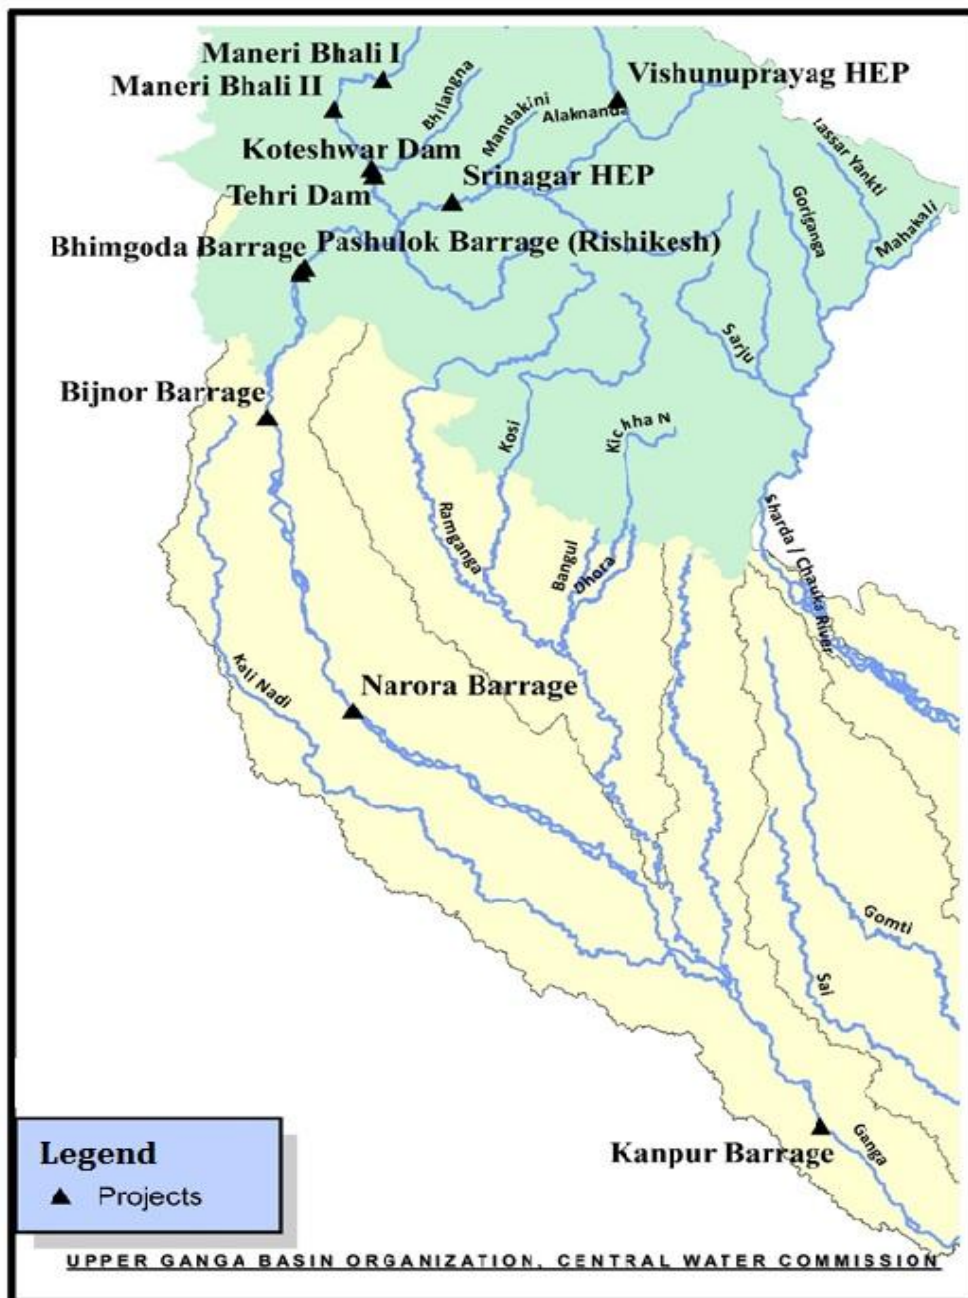 Maneri Bhali I
Maneri Bhali II
Vishunuprayag HEP
Bhilangna
Mandakini
Alaknanda
Lassar Yankti
Koteshwar Dam
Srinagar HEP
Tehri Dam
Goriganga
Mahakali
Bhimgoda Barrage
Pashulok Barrage (Rishikesh)
Sarju
Bijnor Barrage
Kosi
Kichha N
Ramganga
Bangul
Dhora
Sharda / Chauka River
Kali Nadi
Narora Barrage
Gomti
Sai
Kanpur Barrage
Ganga
Legend
Projects
UPPER GANGA BASIN ORGANIZATION, CENTRAL WATER COMMISSION